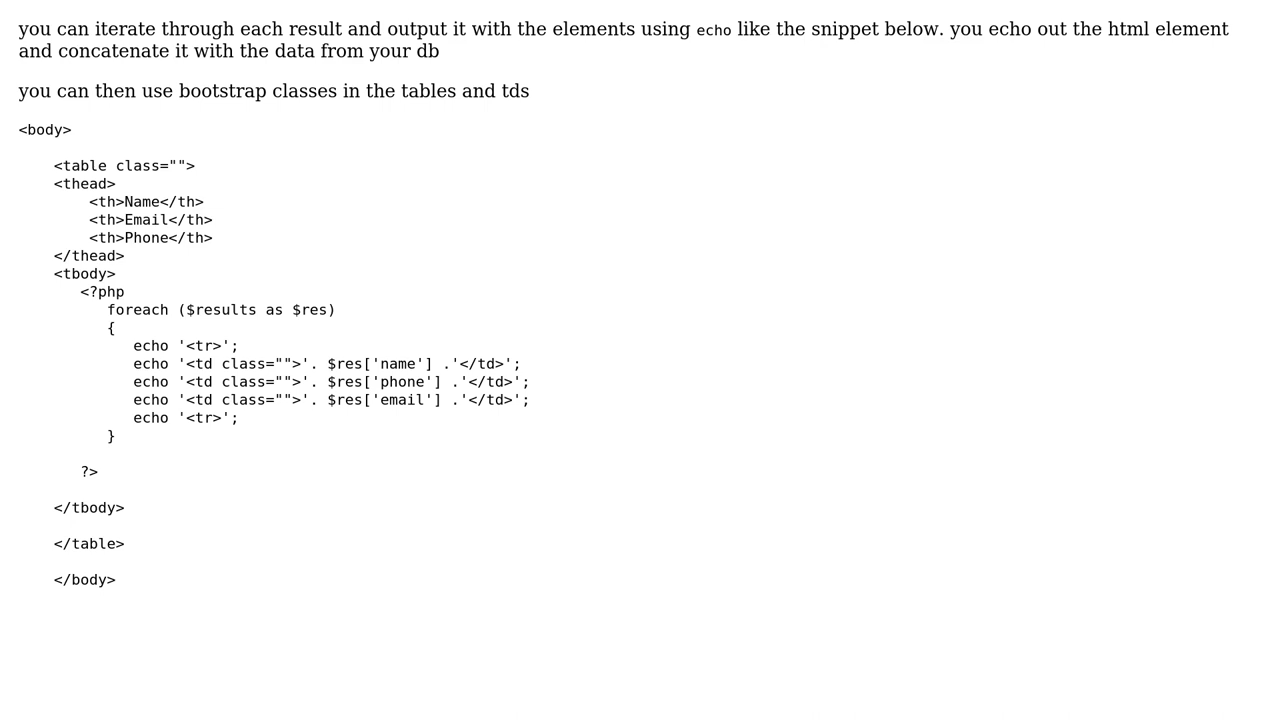 you can iterate through each result and output it with the elements using echo like the snippet below. you echo out the html element
and concatenate it with the data from your db
you can then use bootstrap classes in the tables and tds
<body>
    <table class="">
    <thead>
        <th>Name</th>
        <th>Email</th>
        <th>Phone</th>
    </thead>
    <tbody>
       <?php
          foreach ($results as $res)
          {
             echo '<tr>';
             echo '<td class="">'. $res['name'] .'</td>';
             echo '<td class="">'. $res['phone'] .'</td>';
             echo '<td class="">'. $res['email'] .'</td>';
             echo '<tr>';
          }
       ?>
    </tbody>
    </table>
    </body>